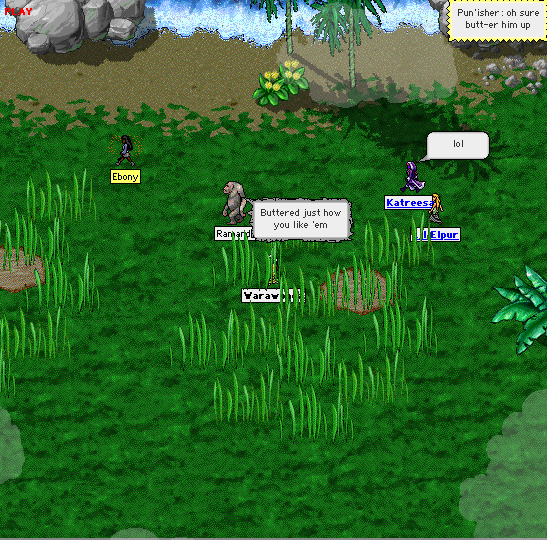 PLAY
Pun'isher : oh sure
butt-er him up
lol
Ebony
Katreesa
Buttered just how
you like 'em
Elpur